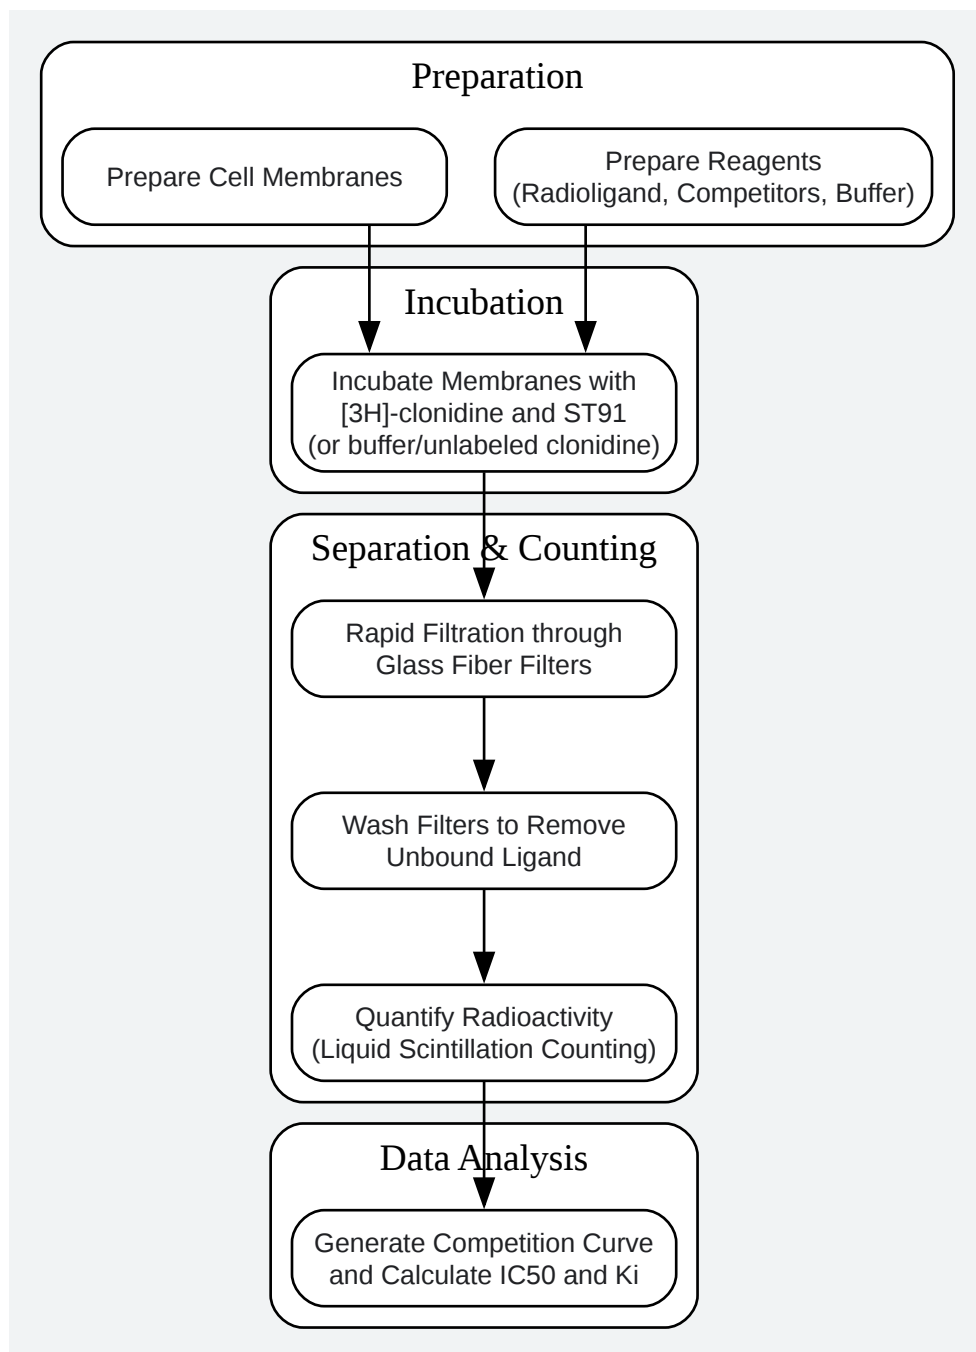 Preparation
Prepare Cell Membranes
Prepare Reagents
(Radioligand, Competitors, Buffer)
Incubation
Incubate Membranes with
[3H]-clonidine and ST91
(or buffer/unlabeled clonidine)
Separation & Counting
Rapid Filtration through
Glass Fiber Filters
Wash Filters to Remove
Unbound Ligand
Quantify Radioactivity
(Liquid Scintillation Counting)
Data Analysis
Generate Competition Curve
and Calculate IC50 and Ki